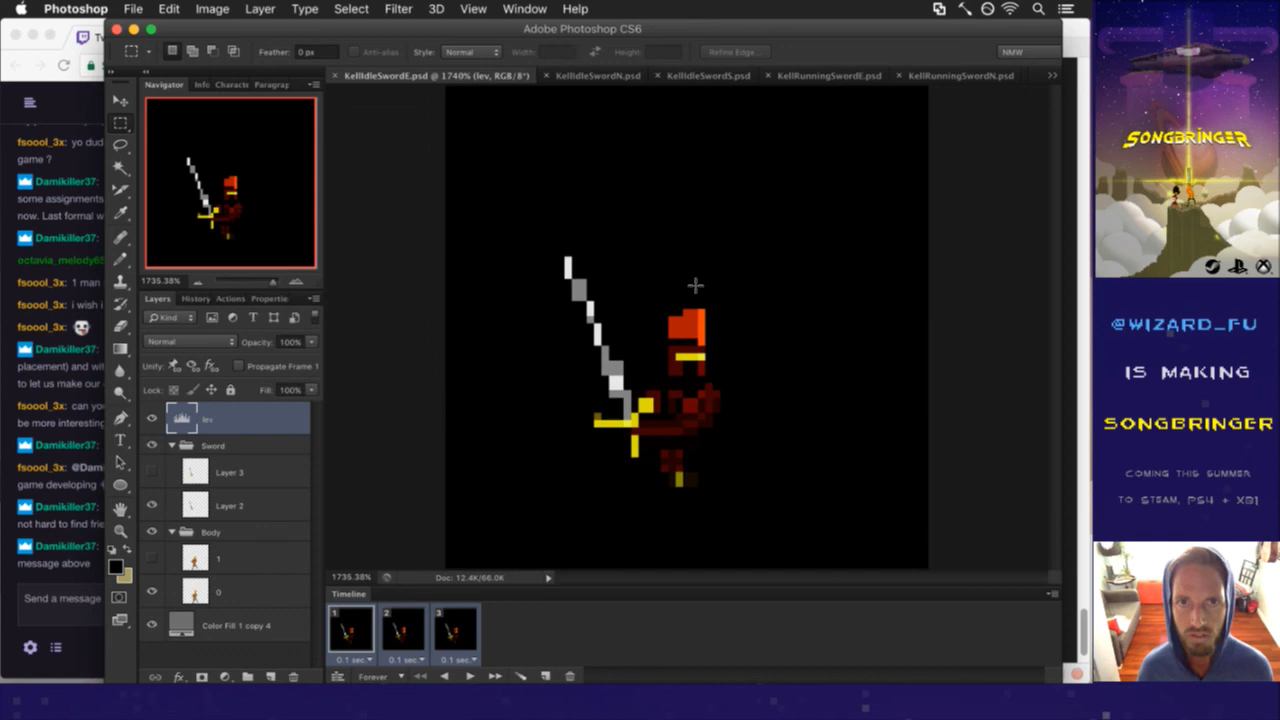 Photoshop File Edit Image Layer Type Select Filter 3D View Window Help
Adobe Photoshop CS6
Feather: 0 px Anti-alias Style: Normal Width: Height: Refine Edge... NMW
KellIdleSwordE.psd @ 1740% (lev, RGB/8*) KellIdleSwordN.psd KellIdleSwordS.psd KellRunningSwordE.psd KellRunningSwordN.psd
Navigator Info Characte Paragrap
1735.38%
Layers History Actions Propertie
Kind
Normal Opacity: 100%
Unify: Propagate Frame 1
Lock: Fill: 100%
lev
Sword
Layer 3
Layer 2
Body
1
0
Color Fill 1 copy 4
1735.38% Doc: 12.4K/66.0K
Timeline
1 2 3
0.1 sec. 0.1 sec. 0.1 sec.
Forever
fsoool_3x: yo dud
game ?
Damikiller37:
some assignments
now. Last formal w
Damikiller37:
octavia_melody65
fsoool_3x: 1 man
fsoool_3x: i wish i
fsoool_3x:
Damikiller37:
placement) and wi
to let us make our
fsoool_3x: can yo
be more interesting
Damikiller37:
fsoool_3x: @Dam
game developing
Damikiller37:
not hard to find frie
Damikiller37:
message above
Send a message
SONGBRINGER
@WIZARD_FU
IS MAKING
SONGBRINGER
COMING THIS SUMMER
TO STEAM, PS4 + XB1